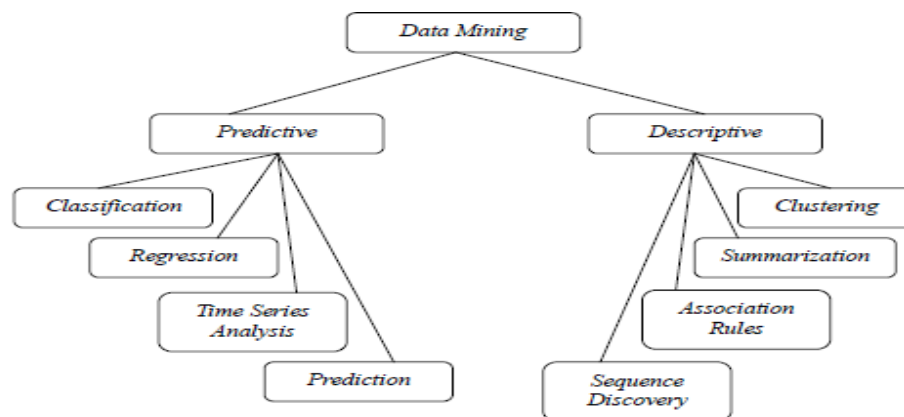 Data Mining
Predictive
Descriptive
Classification
Clustering
Regression
Summarization
Time Series
Analysis
Association
Rules
Prediction
Sequence
Discovery